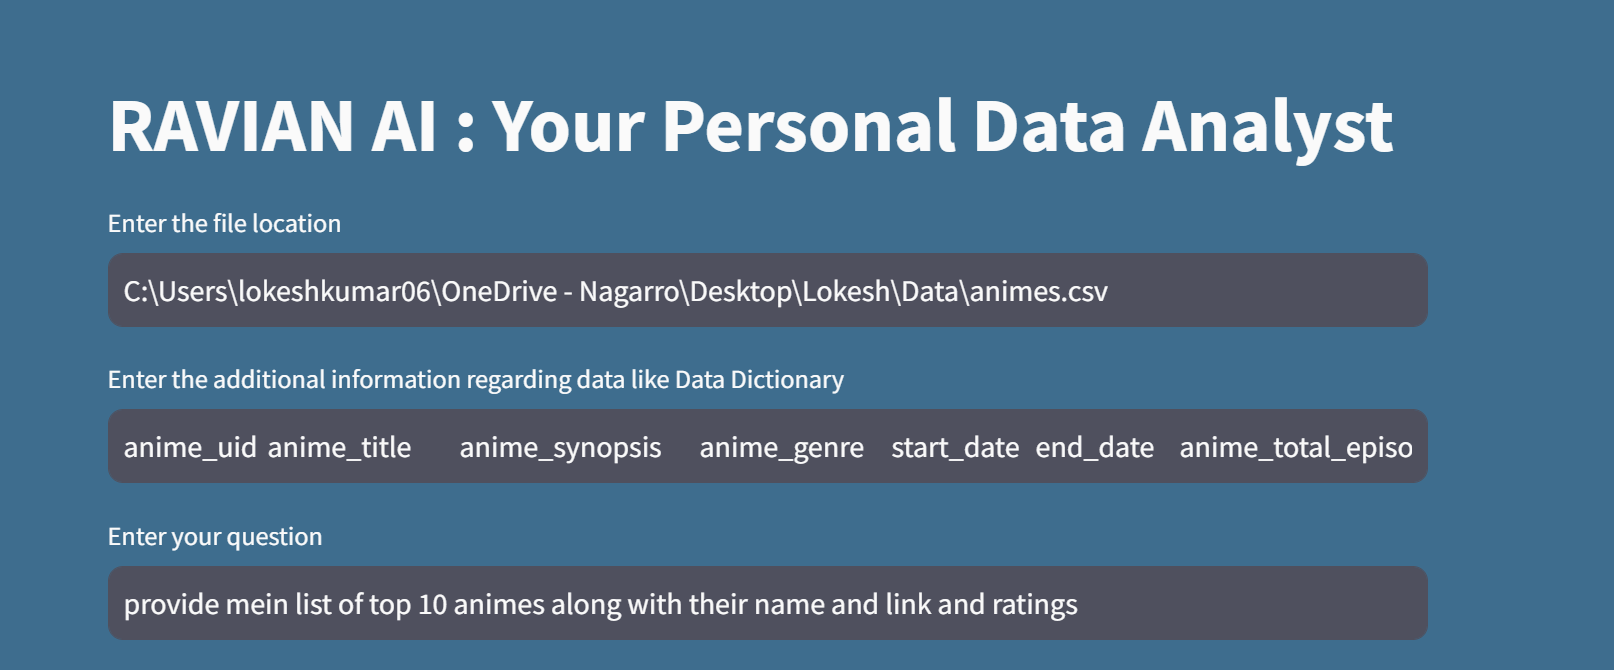 RAVIAN AI : Your Personal Data Analyst
Enter the file location
C:\Users\lokeshkumar06\OneDrive - Nagarro\Desktop\Lokesh\Data\animes.csv
Enter the additional information regarding data like Data Dictionary
anime_uid anime_title anime_synopsis anime_genre start_date end_date anime_total_episo
Enter your question
provide mein list of top 10 animes along with their name and link and ratings